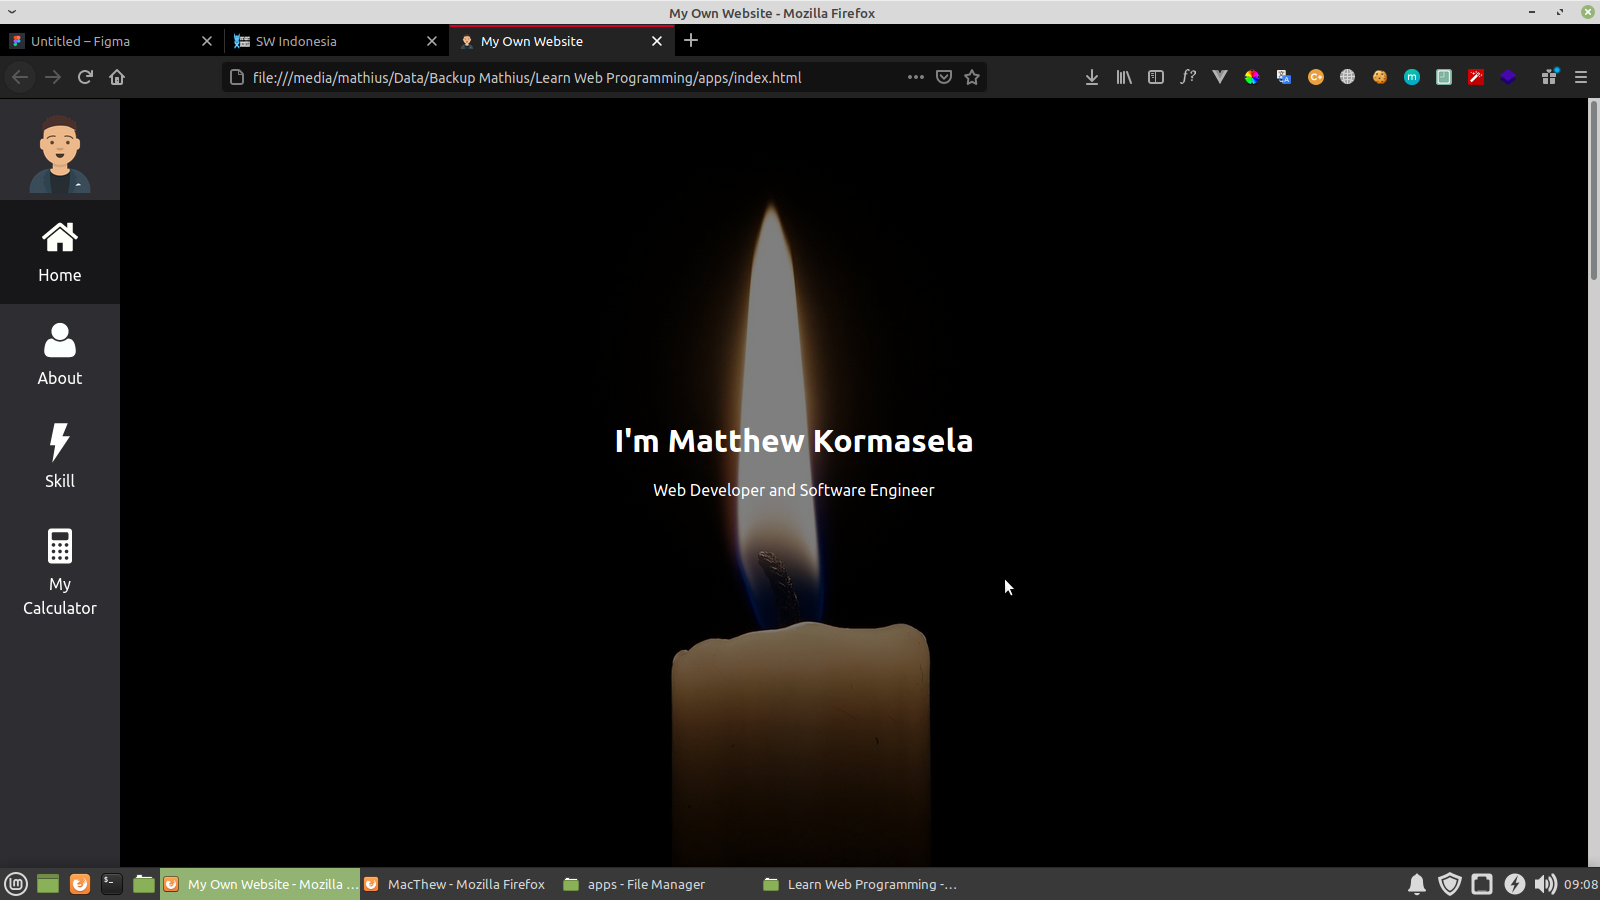 My Own Website - Mozilla Firefox
Untitled – Figma
SW Indonesia
My Own Website
file:///media/mathius/Data/Backup Mathius/Learn Web Programming/apps/index.html
f?
Home
About
Skill
My
Calculator
I'm Matthew Kormasela
Web Developer and Software Engineer
My Own Website - Mozilla ...
MacThew - Mozilla Firefox
apps - File Manager
Learn Web Programming -...
09:08